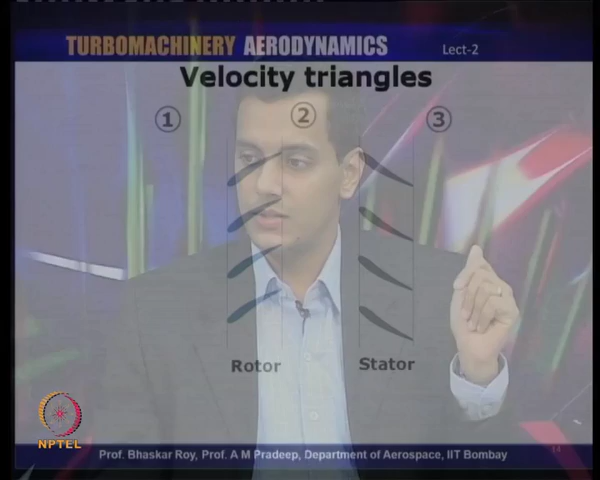 TURBOMACHINERY AERODYNAMICS
Lect-2
Velocity triangles
① ② ③
Rotor Stator
NPTEL
Prof. Bhaskar Roy, Prof. A M Pradeep, Department of Aerospace, IIT Bombay
14